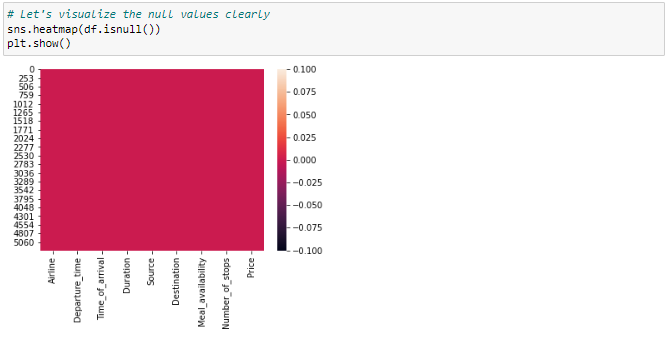 # Let's visualize the null values clearly
sns.heatmap(df.isnull())
plt.show()
0
253
506
759
1012
1265
1518
1771
2024
2277
2530
2783
3036
3289
3542
3795
4048
4301
4554
4807
5060
0.100
0.075
0.050
0.025
0.000
−0.025
−0.050
−0.075
−0.100
Airline
Departure_time
Time_of_arrival
Duration
Source
Destination
Meal_availability
Number_of_stops
Price